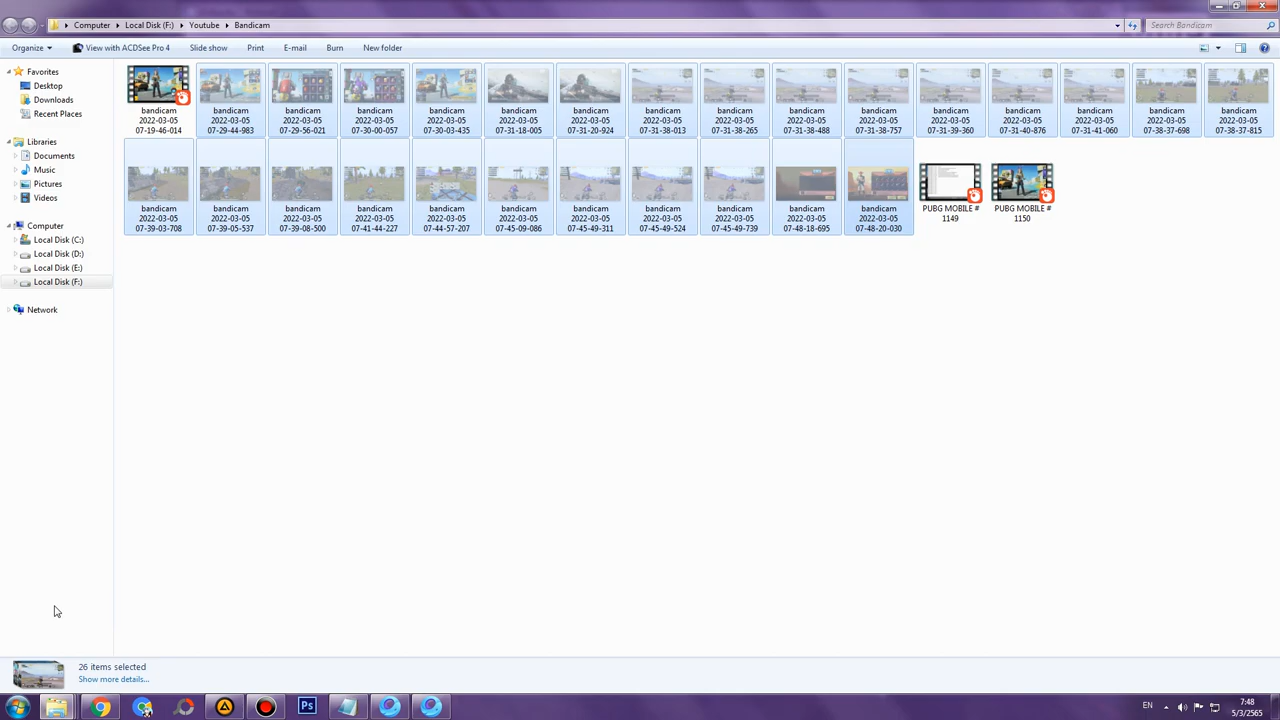 Computer Local Disk (F:) Youtube Bandicam
Search Bandicam
Organize View with ACDSee Pro 4 Slide show Print E-mail Burn New folder
Favorites
Desktop
Downloads
Recent Places
Libraries
Documents
Music
Pictures
Videos
Computer
Local Disk (C:)
Local Disk (D:)
Local Disk (E:)
Local Disk (F:)
Network
bandicam bandicam bandicam bandicam bandicam bandicam bandicam bandicam bandicam bandicam bandicam bandicam bandicam bandicam bandicam bandicam
2022-03-05 2022-03-05 2022-03-05 2022-03-05 2022-03-05 2022-03-05 2022-03-05 2022-03-05 2022-03-05 2022-03-05 2022-03-05 2022-03-05 2022-03-05 2022-03-05 2022-03-05 2022-03-05
07-19-46-014 07-29-44-983 07-29-56-021 07-30-00-057 07-30-03-435 07-31-18-005 07-31-20-924 07-31-38-013 07-31-38-265 07-31-38-488 07-31-38-757 07-31-39-360 07-31-40-876 07-31-41-060 07-38-37-698 07-38-37-815
bandicam bandicam bandicam bandicam bandicam bandicam bandicam bandicam bandicam bandicam bandicam PUBG MOBILE # PUBG MOBILE #
2022-03-05 2022-03-05 2022-03-05 2022-03-05 2022-03-05 2022-03-05 2022-03-05 2022-03-05 2022-03-05 2022-03-05 2022-03-05 1149 1150
07-39-03-708 07-39-05-537 07-39-08-500 07-41-44-227 07-44-57-207 07-45-09-086 07-45-49-311 07-45-49-524 07-45-49-739 07-48-18-695 07-48-20-030
26 items selected
Show more details...
Ps
EN
7:48
5/3/2565